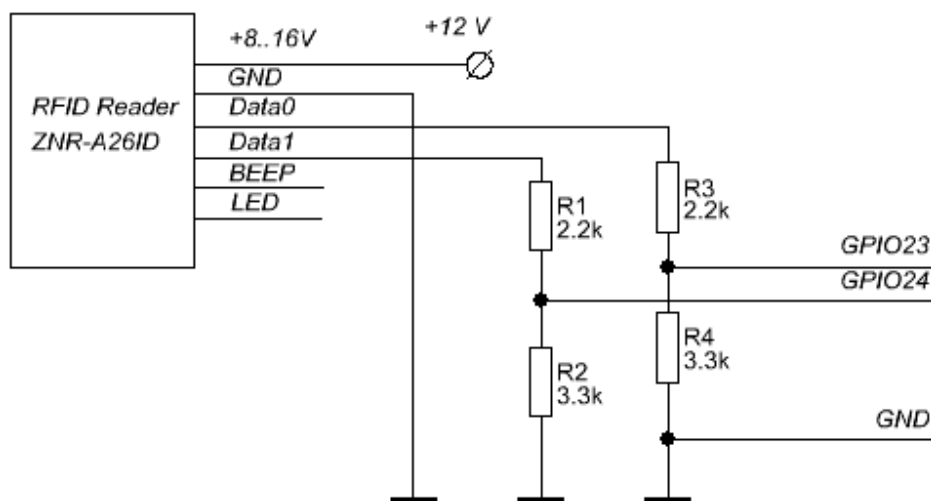 +8..16V
+12 V
GND
RFID Reader
ZNR-A26ID
Data0
Data1
BEEP
LED
R1
2.2k
R3
2.2k
GPIO23
GPIO24
R2
3.3k
R4
3.3k
GND